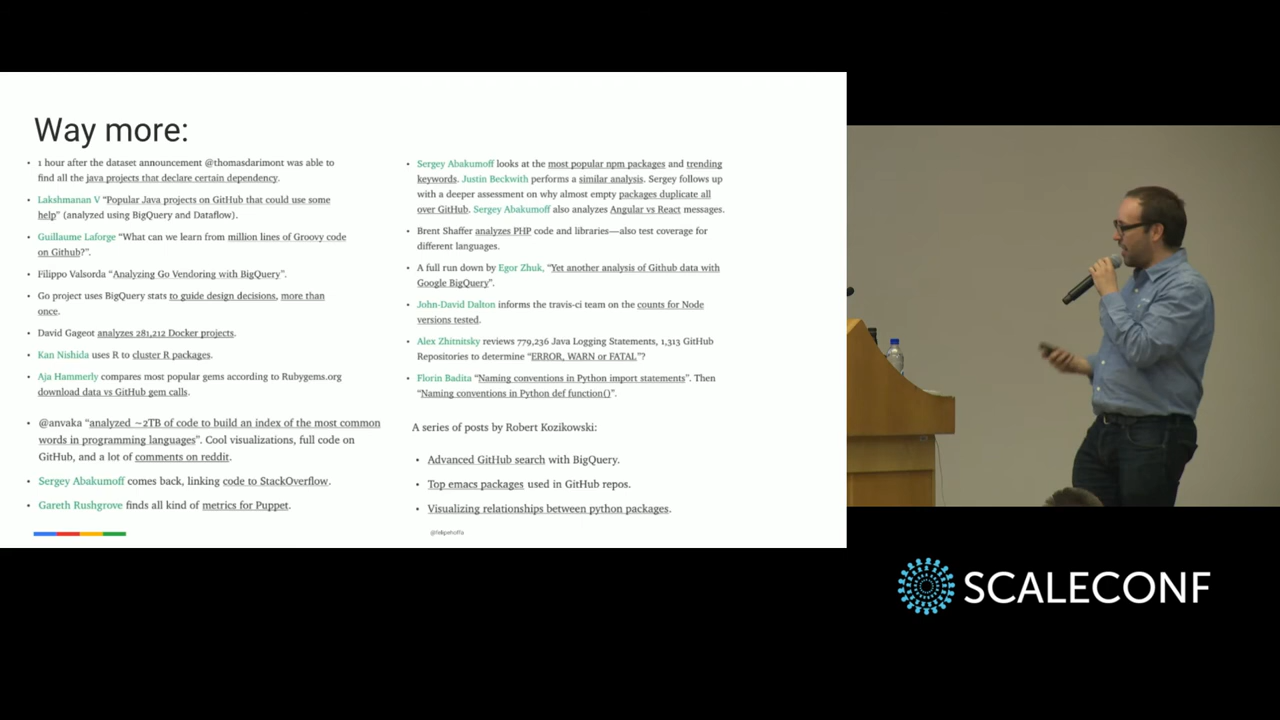 Way more:
• 1 hour after the dataset announcement @thomasdarimont was able to
find all the java projects that declare certain dependency.
• Lakshmanan V “Popular Java projects on GitHub that could use some
help” (analyzed using BigQuery and Dataflow).
• Guillaume Laforge “What can we learn from million lines of Groovy code
on Github?”.
• Filippo Valsorda “Analyzing Go Vendoring with BigQuery”.
• Go project uses BigQuery stats to guide design decisions, more than
once.
• David Gageot analyzes 281,212 Docker projects.
• Kan Nishida uses R to cluster R packages.
• Aja Hammerly compares most popular gems according to Rubygems.org
download data vs GitHub gem calls.
• @anvaka “analyzed ~2TB of code to build an index of the most common
words in programming languages”. Cool visualizations, full code on
GitHub, and a lot of comments on reddit.
• Sergey Abakumoff comes back, linking code to StackOverflow.
• Gareth Rushgrove finds all kind of metrics for Puppet.
• Sergey Abakumoff looks at the most popular npm packages and trending
keywords. Justin Beckwith performs a similar analysis. Sergey follows up
with a deeper assessment on why almost empty packages duplicate all
over GitHub. Sergey Abakumoff also analyzes Angular vs React messages.
• Brent Shaffer analyzes PHP code and libraries—also test coverage for
different languages.
• A full run down by Egor Zhuk, “Yet another analysis of Github data with
Google BigQuery”.
• John-David Dalton informs the travis-ci team on the counts for Node
versions tested.
• Alex Zhitnitsky reviews 779,236 Java Logging Statements, 1,313 GitHub
Repositories to determine “ERROR, WARN or FATAL”?
• Florin Badita “Naming conventions in Python import statements”. Then
“Naming conventions in Python def function()”.
A series of posts by Robert Kozikowski:
• Advanced GitHub search with BigQuery.
• Top emacs packages used in GitHub repos.
• Visualizing relationships between python packages.
@felipehoffa
SCALECONF